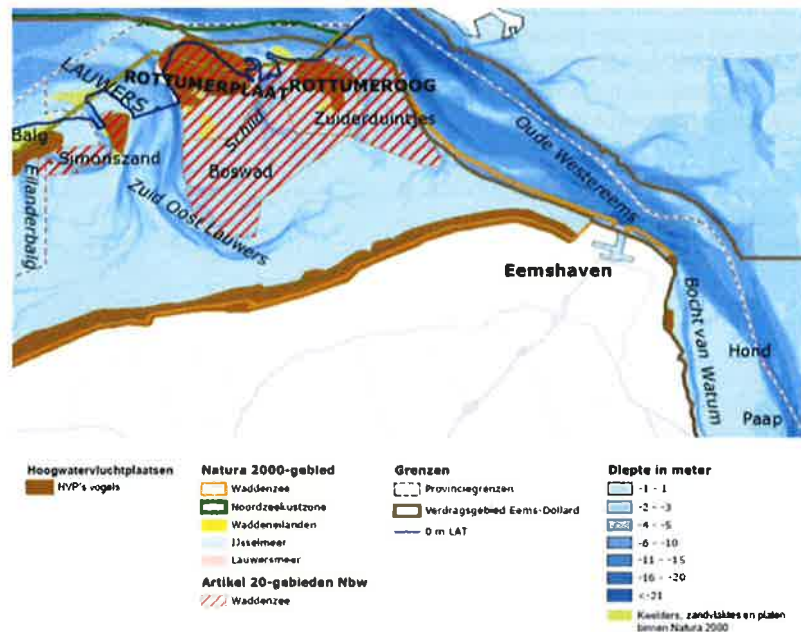 LAUWERS
ROTTUMERPLAAT
ROTTUMEROOG
Schild
Zuiderduintjes
Balg
Simonszand
Boswad
Eilanderbalg
Zuid Oost Lauwers
Oude Westereems
Eemshaven
Bocht van Watum
Hond
Paap
Hoogwatervluchtplaatsen
HVP's vogels
Natura 2000-gebied
Waddenzee
Noordzeekustzone
Waddeneilanden
IJsselmeer
Lauwersmeer
Artikel 20-gebieden Nbw
Waddenzee
Grenzen
Provinciegrenzen
Verdragsgebied Eems-Dollard
0 m LAT
Diepte in meter
-1 - 1
-2 - -3
-4 - -5
-6 - -10
-11 - -15
-16 - -20
<-21
zandvlaktes en platen
binnen Natura 2000